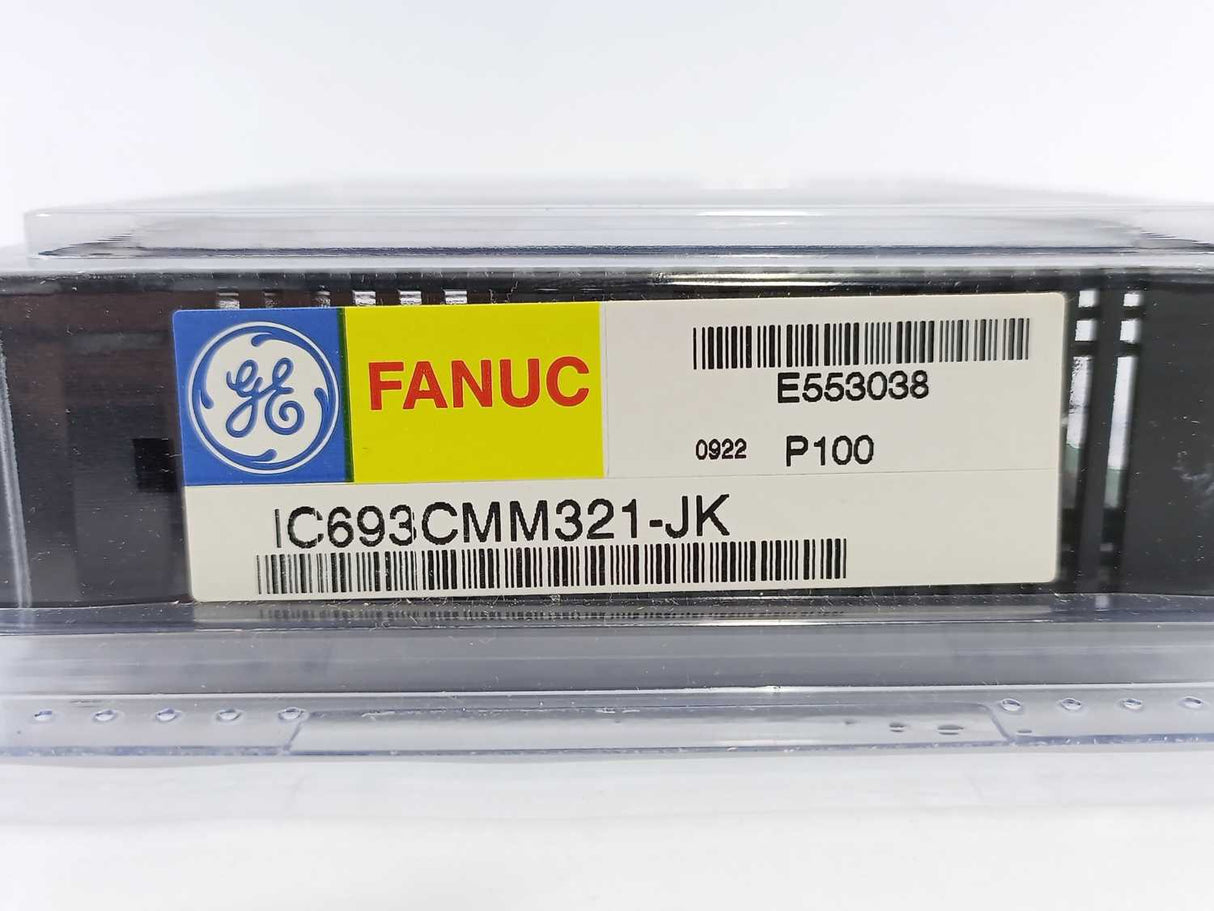 GE
FANUC
E553038
0922 P100
IC693CMM321-JK